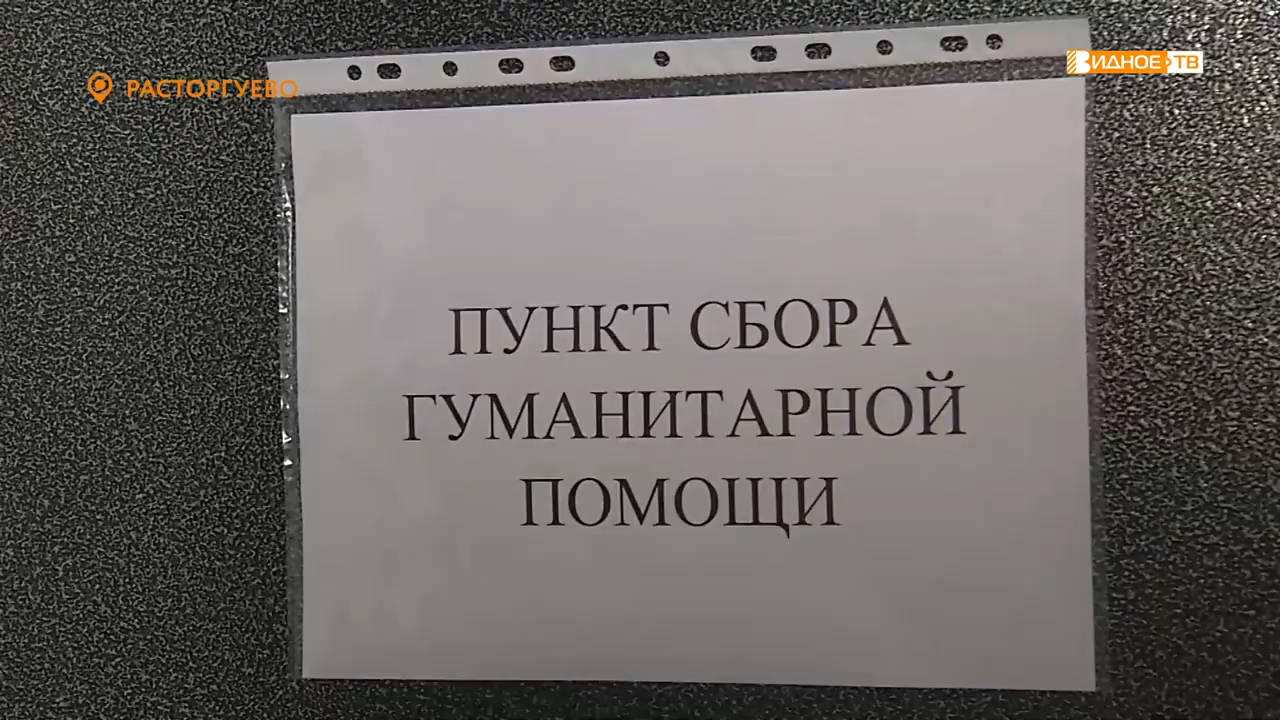 РАСТОРГУЕВО
ВИДНОЕ ТВ
ПУНКТ СБОРА
ГУМАНИТАРНОЙ
ПОМОЩИ